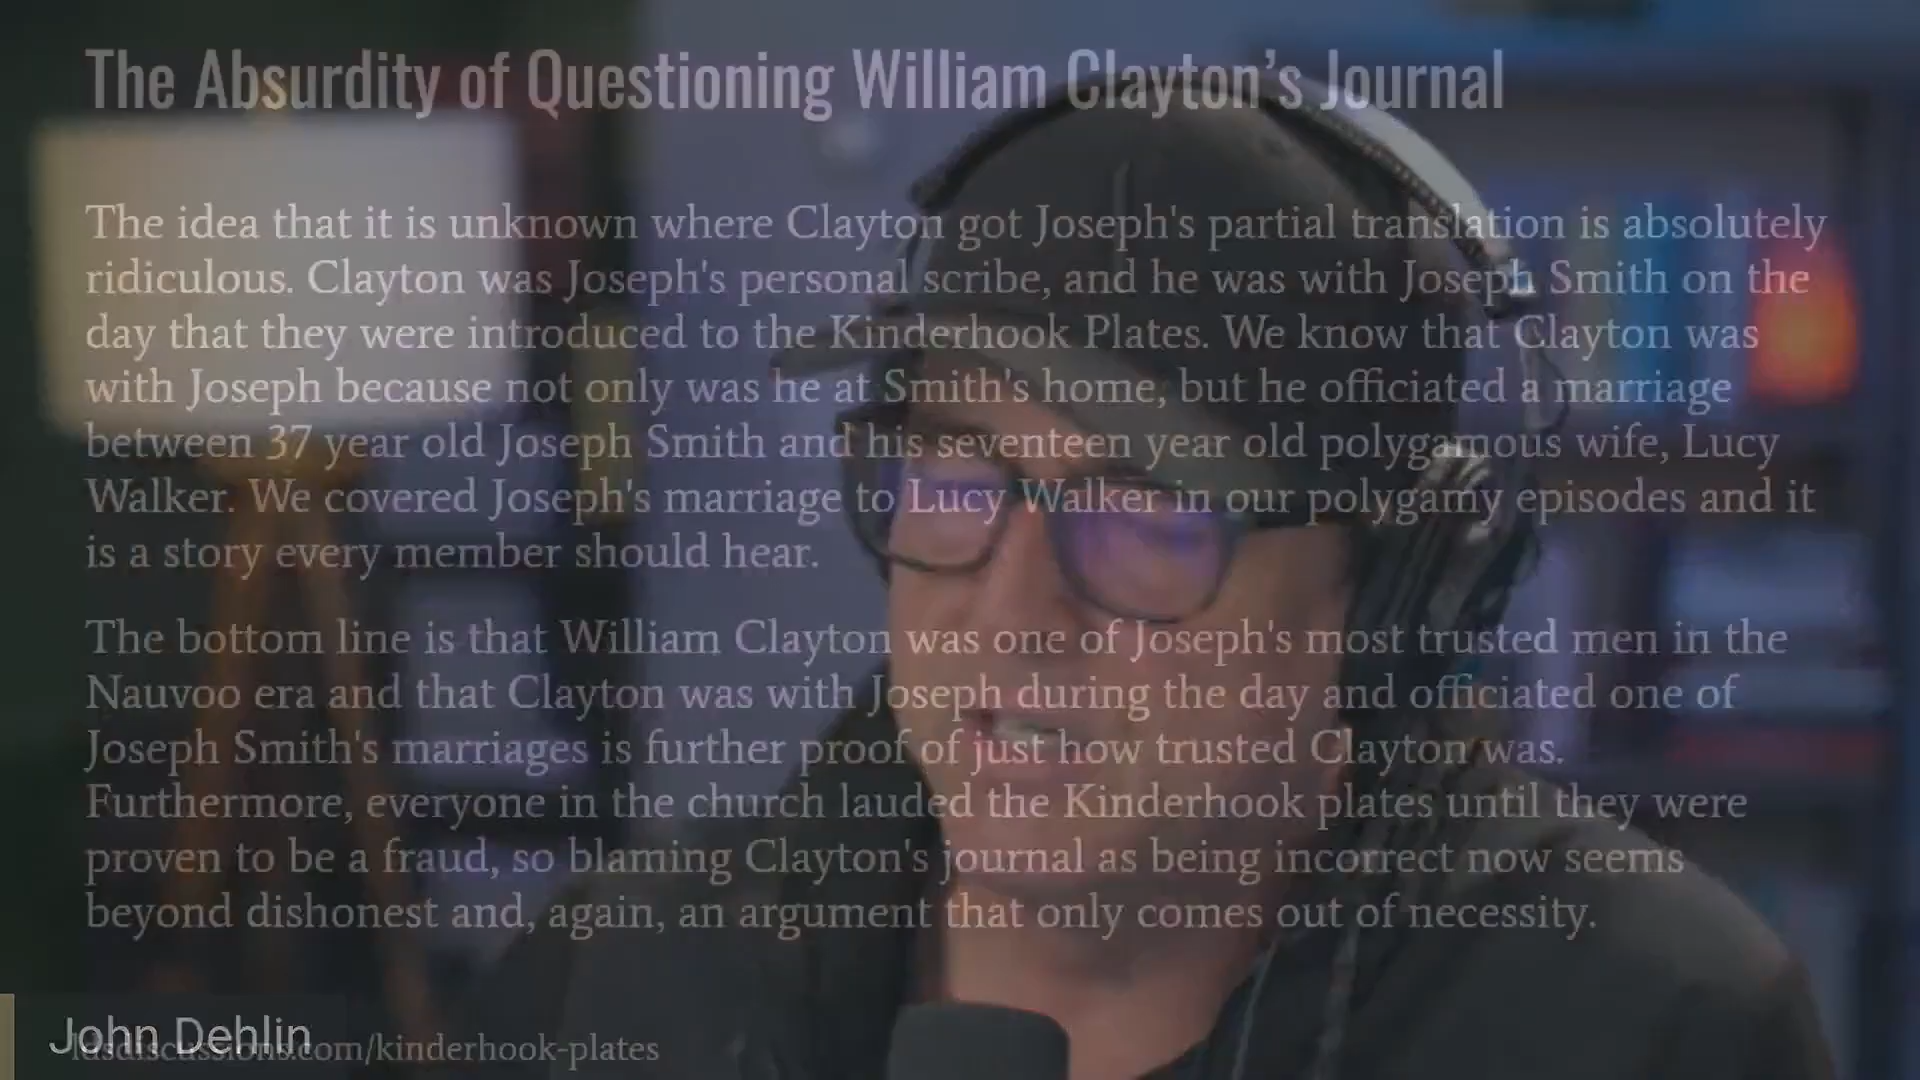 The Absurdity of Questioning William Clayton’s Journal
The idea that it is unknown where Clayton got Joseph's partial translation is absolutely
ridiculous. Clayton was Joseph's personal scribe, and he was with Joseph Smith on the
day that they were introduced to the Kinderhook Plates. We know that Clayton was
with Joseph because not only was he at Smith's home, but he officiated a marriage
between 37 year old Joseph Smith and his seventeen year old polygamous wife, Lucy
Walker. We covered Joseph's marriage to Lucy Walker in our polygamy episodes and it
is a story every member should hear.
The bottom line is that William Clayton was one of Joseph's most trusted men in the
Nauvoo era and that Clayton was with Joseph during the day and officiated one of
Joseph Smith's marriages is further proof of just how trusted Clayton was.
Furthermore, everyone in the church lauded the Kinderhook plates until they were
proven to be a fraud, so blaming Clayton's journal as being incorrect now seems
beyond dishonest and, again, an argument that only comes out of necessity.
John Dehlin
ldsdiscussions.com/kinderhook-plates